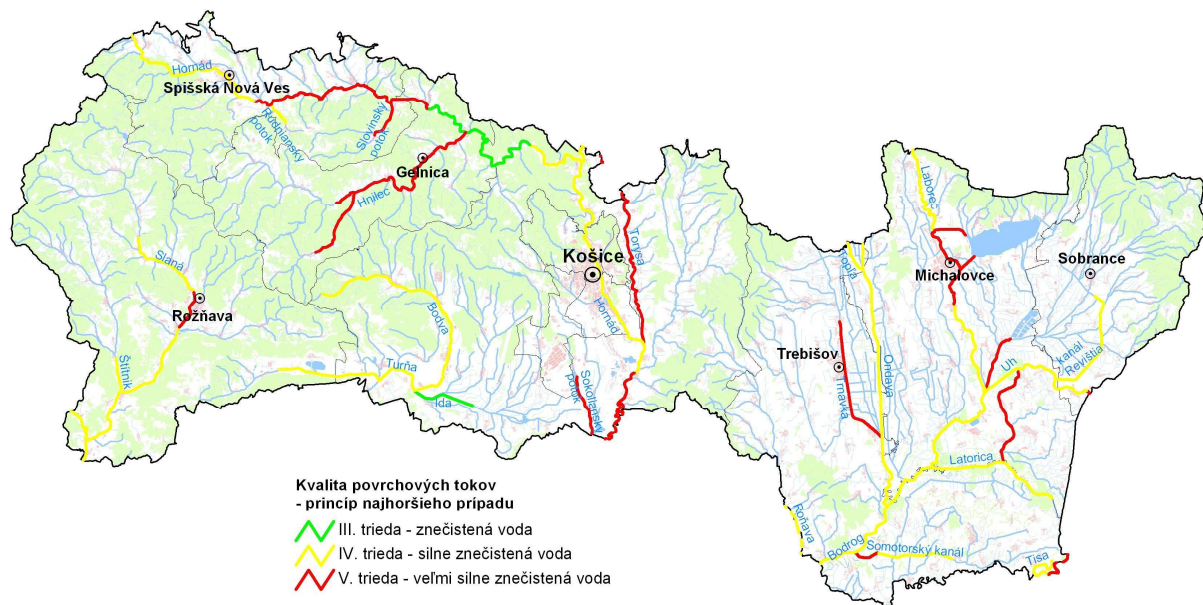 Hornád
Spišská Nová Ves
Rudniansky
potok
Slovinský
potok
Gelnica
Hnilec
Slaná
Rožňava
Štítnik
Bodva
Turňa
Ida
Košice
Hornád
Torysa
Sokoliansky
potok
Laborec
Michalovce
Sobrance
Topľa
Trebišov
Trnávka
Ondava
Uh
kanál
Revištia
Latorica
Roňava
Bodrog
Somotorský kanál
Tisa
Kvalita povrchových tokov
- princíp najhoršieho prípadu
III. trieda - znečistená voda
IV. trieda - silne znečistená voda
V. trieda - veľmi silne znečistená voda